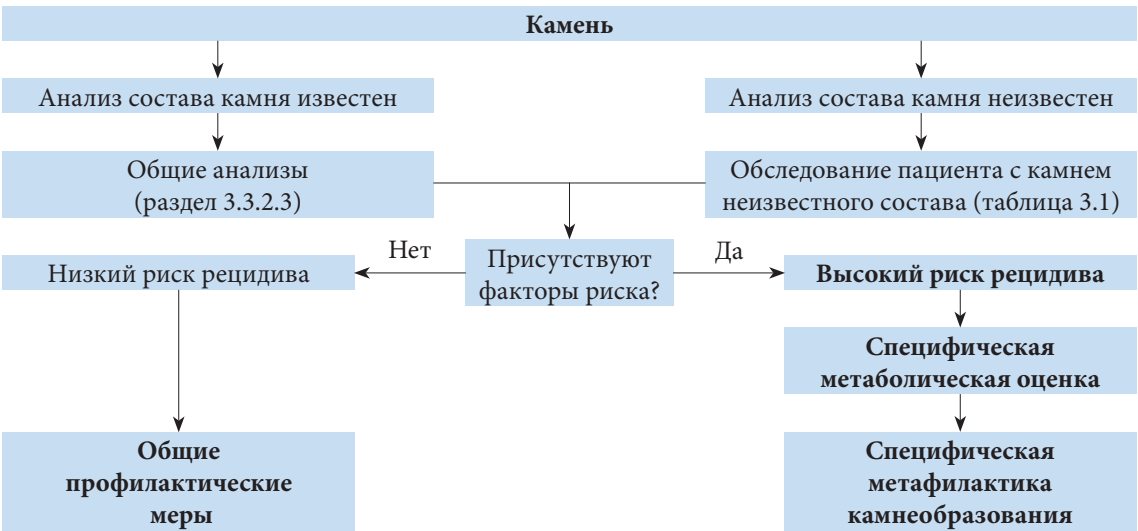 Камень
Анализ состава камня известен
Анализ состава камня неизвестен
Общие анализы
(раздел 3.3.2.3)
Обследование пациента с камнем
неизвестного состава (таблица 3.1)
Низкий риск рецидива
Нет
Присутствуют
факторы риска?
Да
Высокий риск рецидива
Специфическая
метаболическая оценка
Общие
профилактические
меры
Специфическая
метафилактика
камнеобразования